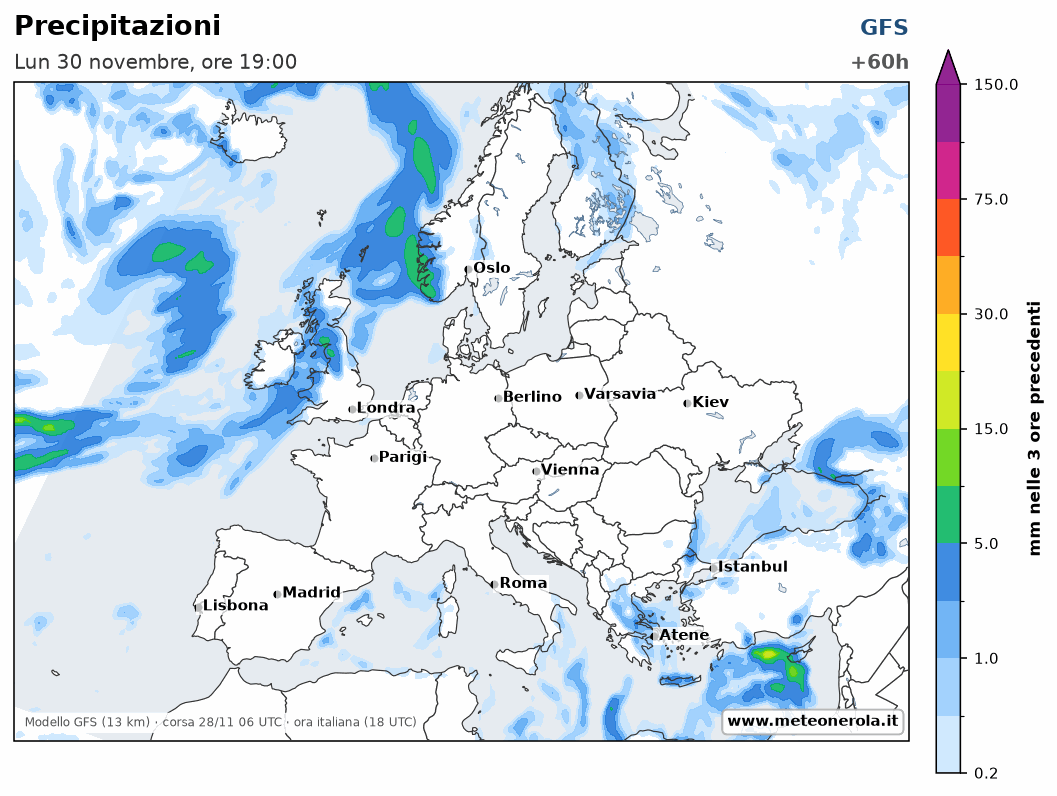 Precipitazioni
GFS
Lun 30 novembre, ore 19:00
+60h
150.0
75.0
30.0
15.0
5.0
1.0
0.2
mm nelle 3 ore precedenti
Oslo
Londra
Berlino
Varsavia
Kiev
Parigi
Vienna
Madrid
Lisbona
Roma
Istanbul
Atene
Modello GFS (13 km) · corsa 28/11 06 UTC · ora italiana (18 UTC)
www.meteonerola.it